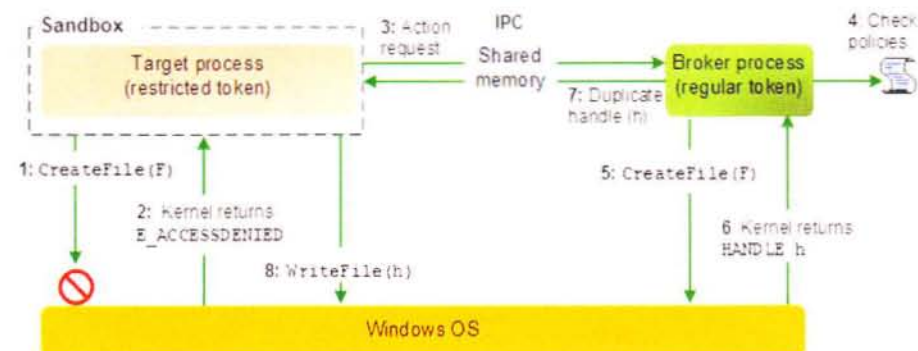 Sandbox
Target process
(restricted token)
3: Action
request
IPC
Shared
memory
Broker process
(regular token)
4: Check
policies
7: Duplicate
handle (h)
1: CreateFile(F)
2: Kernel returns
E_ACCESSDENIED
8: WriteFile(h)
5: CreateFile(F)
6 Kernel returns
HANDLE h
Windows OS